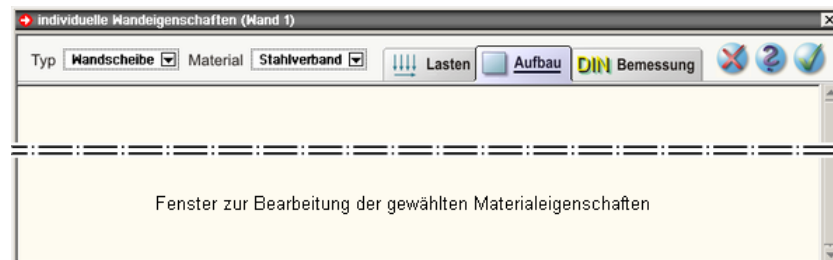 individuelle Wandeigenschaften (Wand 1)
Typ Wandscheibe Material Stahlverband Lasten Aufbau DIN Bemessung
Fenster zur Bearbeitung der gewählten Materialeigenschaften